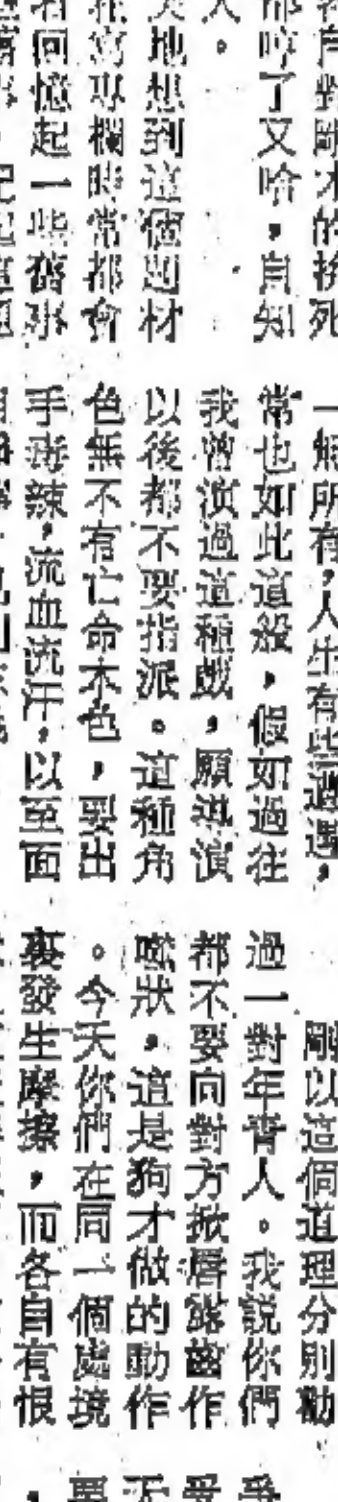 自對剛才的拚死
都哼了又哈，自知
人。
地想到這個題材
在寫專欄時常都會
回憶起一些舊事
一無所有，人生有此遭遇，
常也如此這般，假如過往
我曾演過這種戲，願導演
以後都不要指派。這種角
色無不有亡命本色，要出
手毒辣，流血流汗，以至面
剛以這個道理分別勸
過一對年青人。我說你們
都不要向對方掀唇露齒作
噬狀，這是狗才做的動作
。今天你們在同一個處境
裏發生摩擦，而各自有恨